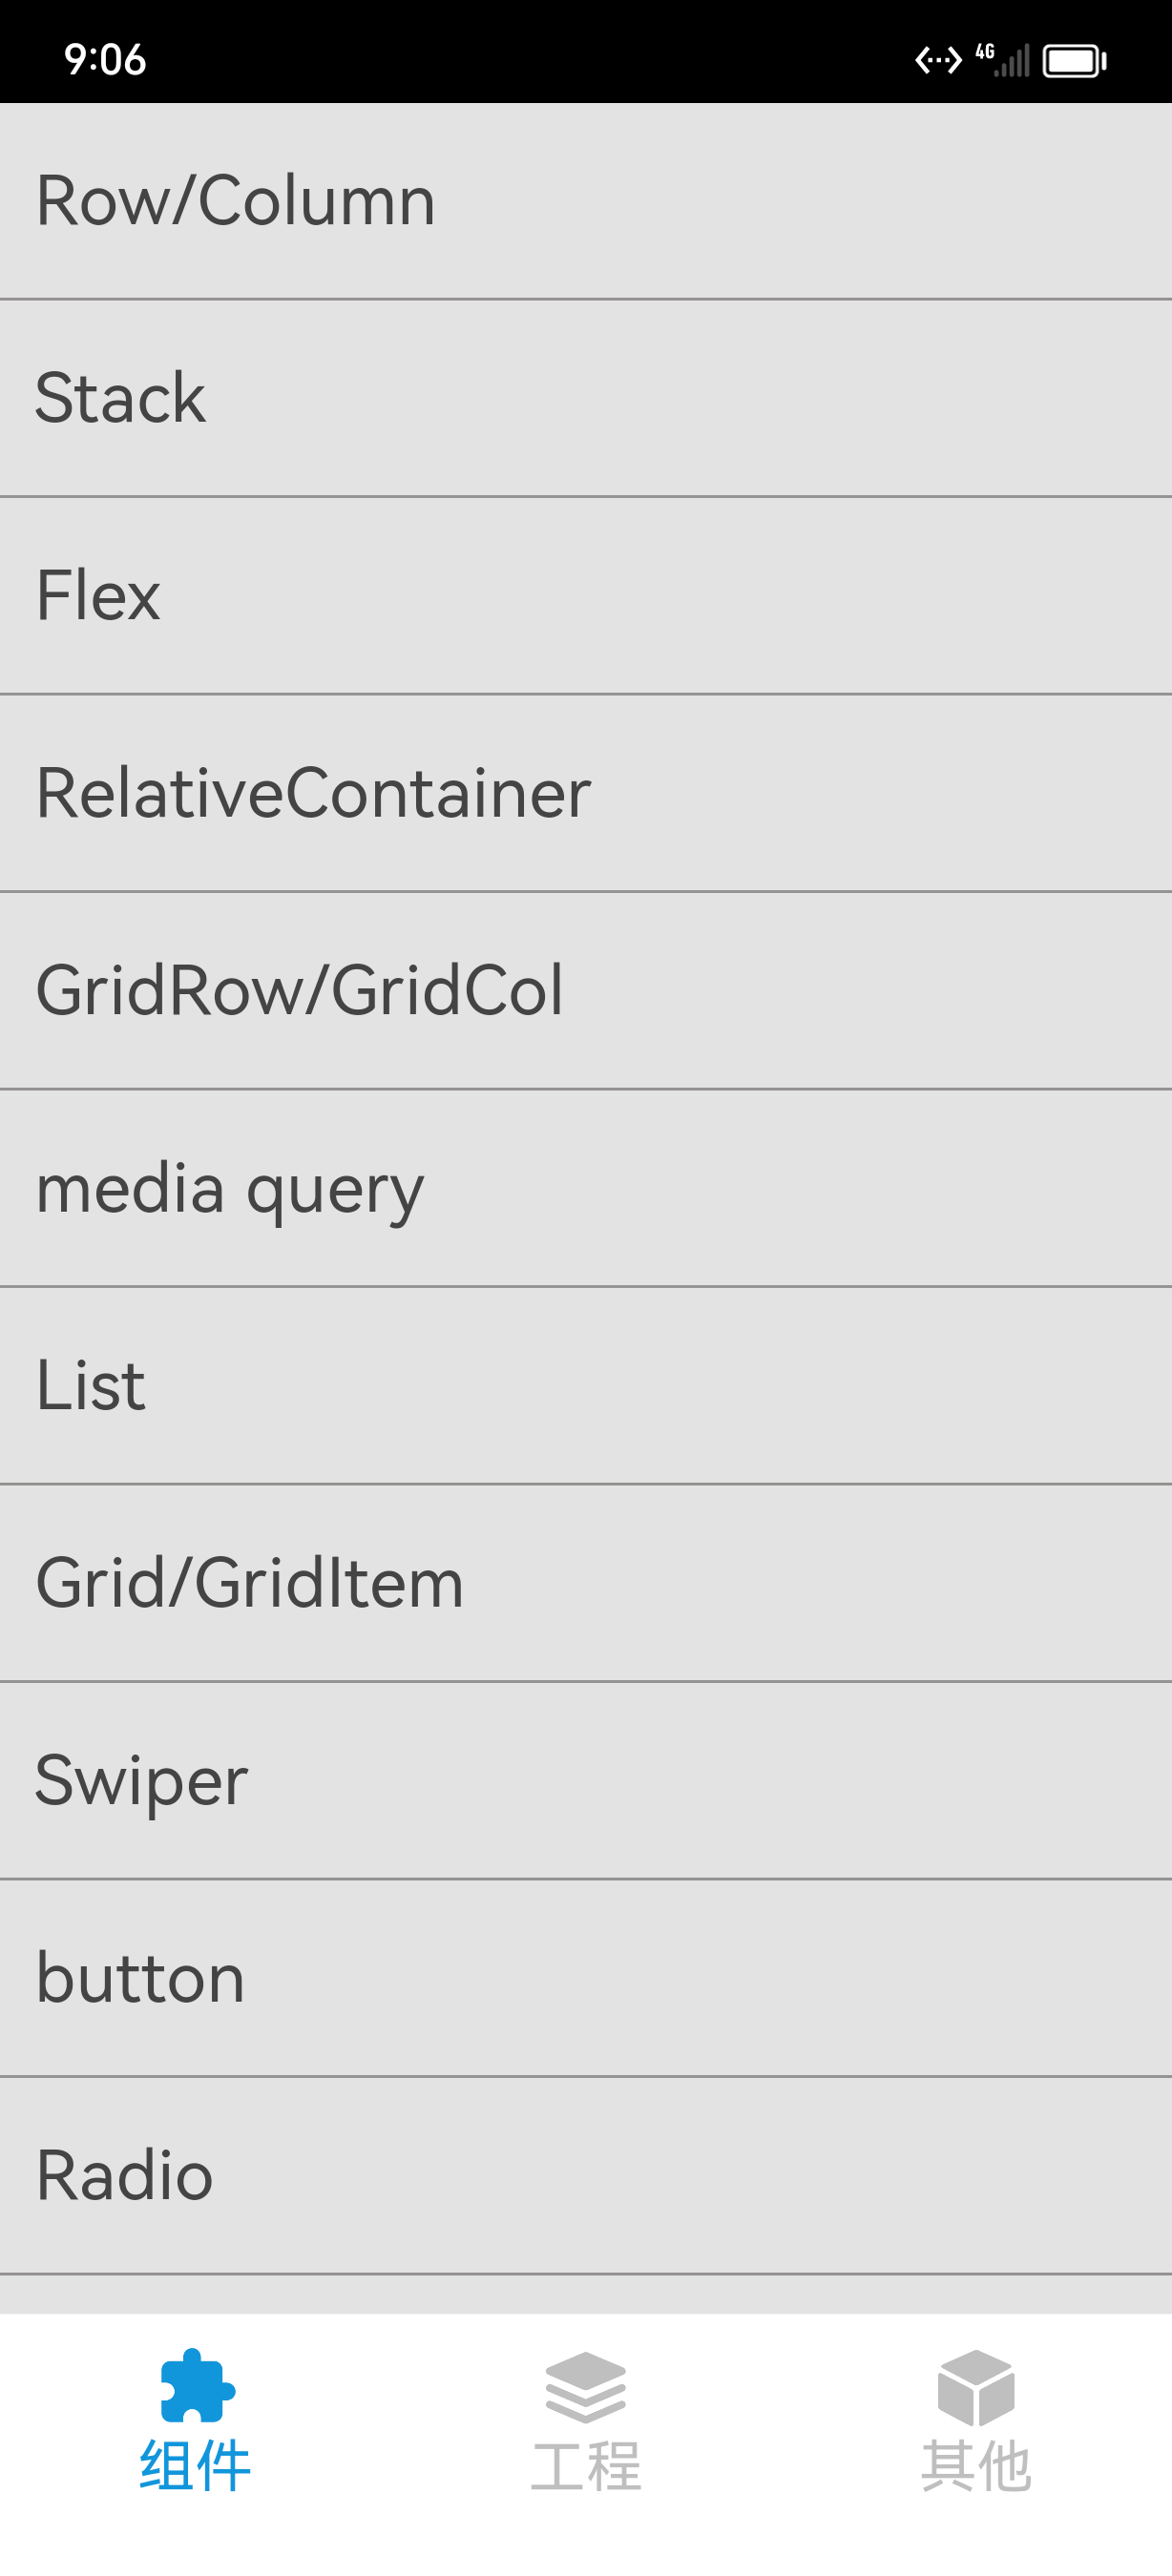 9:06
4G
Row/Column
Stack
Flex
RelativeContainer
GridRow/GridCol
media query
List
Grid/GridItem
Swiper
button
Radio
组件
工程
其他